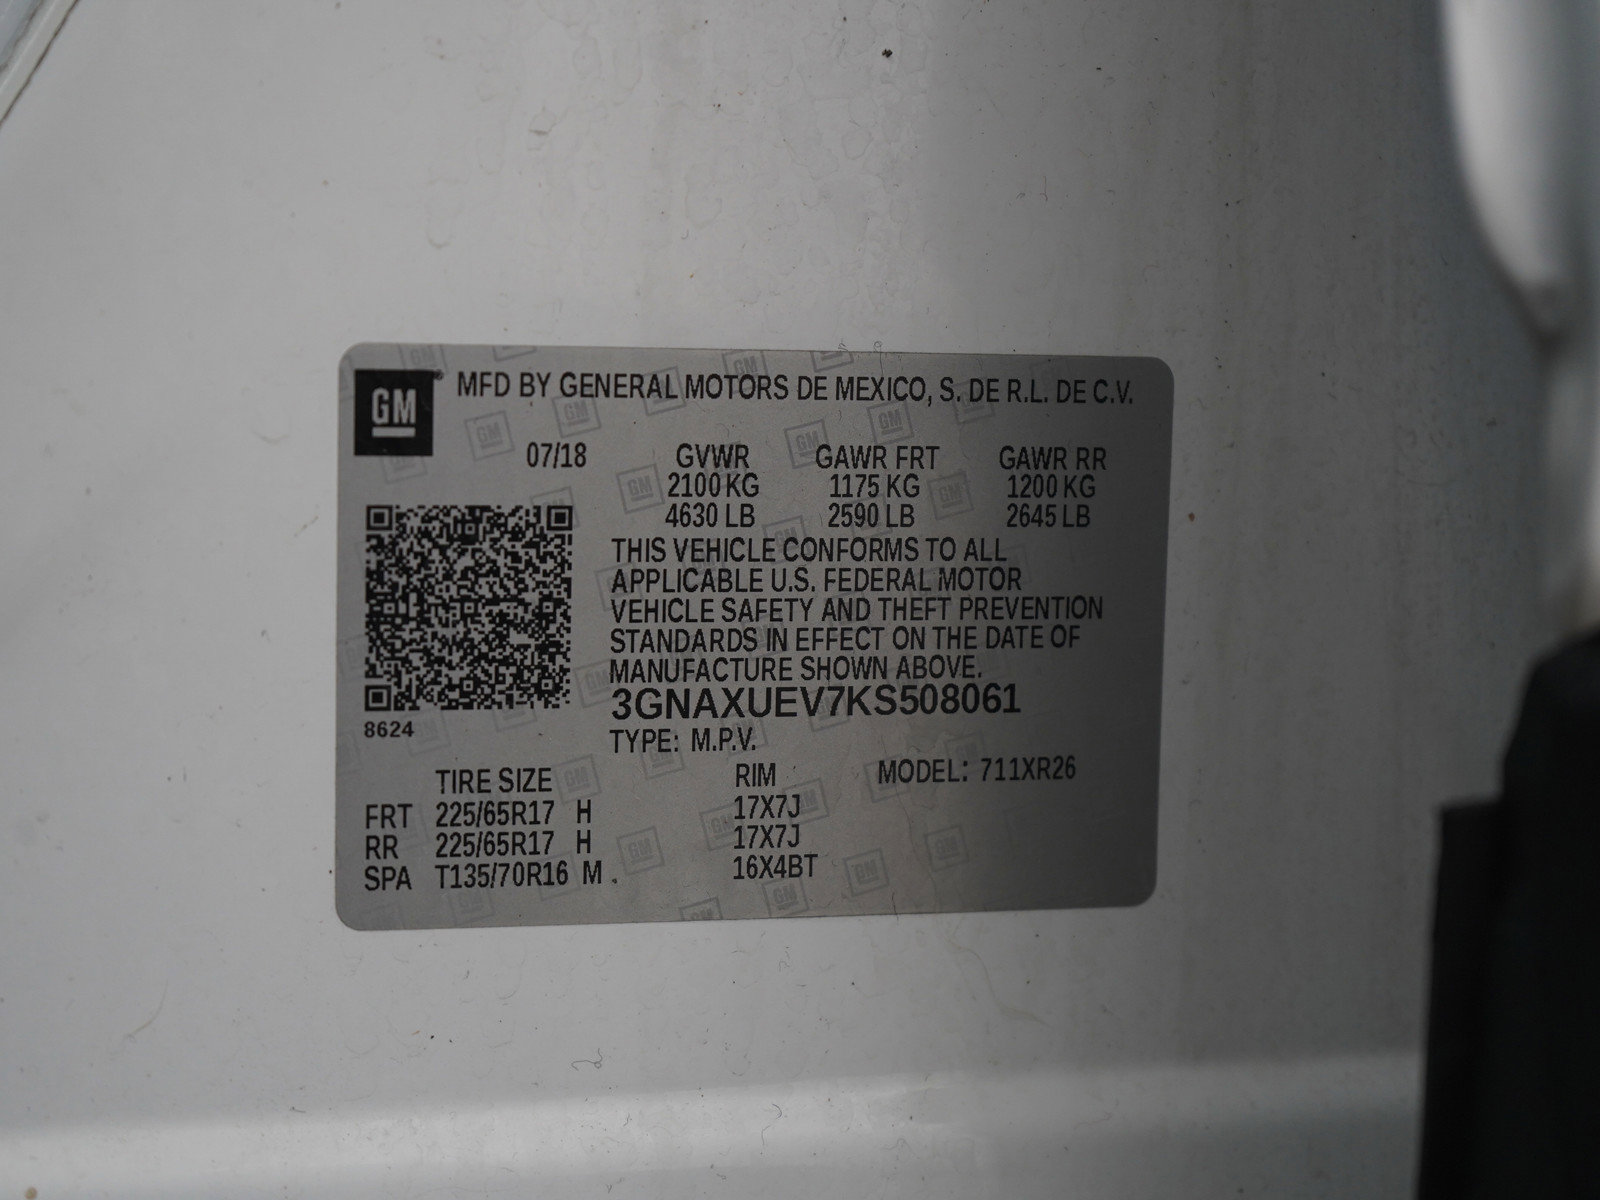 GM MFD BY GENERAL MOTORS DE MEXICO, S. DE R.L. DE C.V.
07/18 GVWR GAWR FRT GAWR RR
2100 KG 1175 KG 1200 KG
4630 LB 2590 LB 2645 LB
THIS VEHICLE CONFORMS TO ALL
APPLICABLE U.S. FEDERAL MOTOR
VEHICLE SAFETY AND THEFT PREVENTION
STANDARDS IN EFFECT ON THE DATE OF
MANUFACTURE SHOWN ABOVE.
3GNAXUEV7KS508061
8624
TYPE: M.P.V.
TIRE SIZE RIM MODEL: 711XR26
FRT 225/65R17 H 17X7J
RR 225/65R17 H 17X7J
SPA T135/70R16 M . 16X4BT